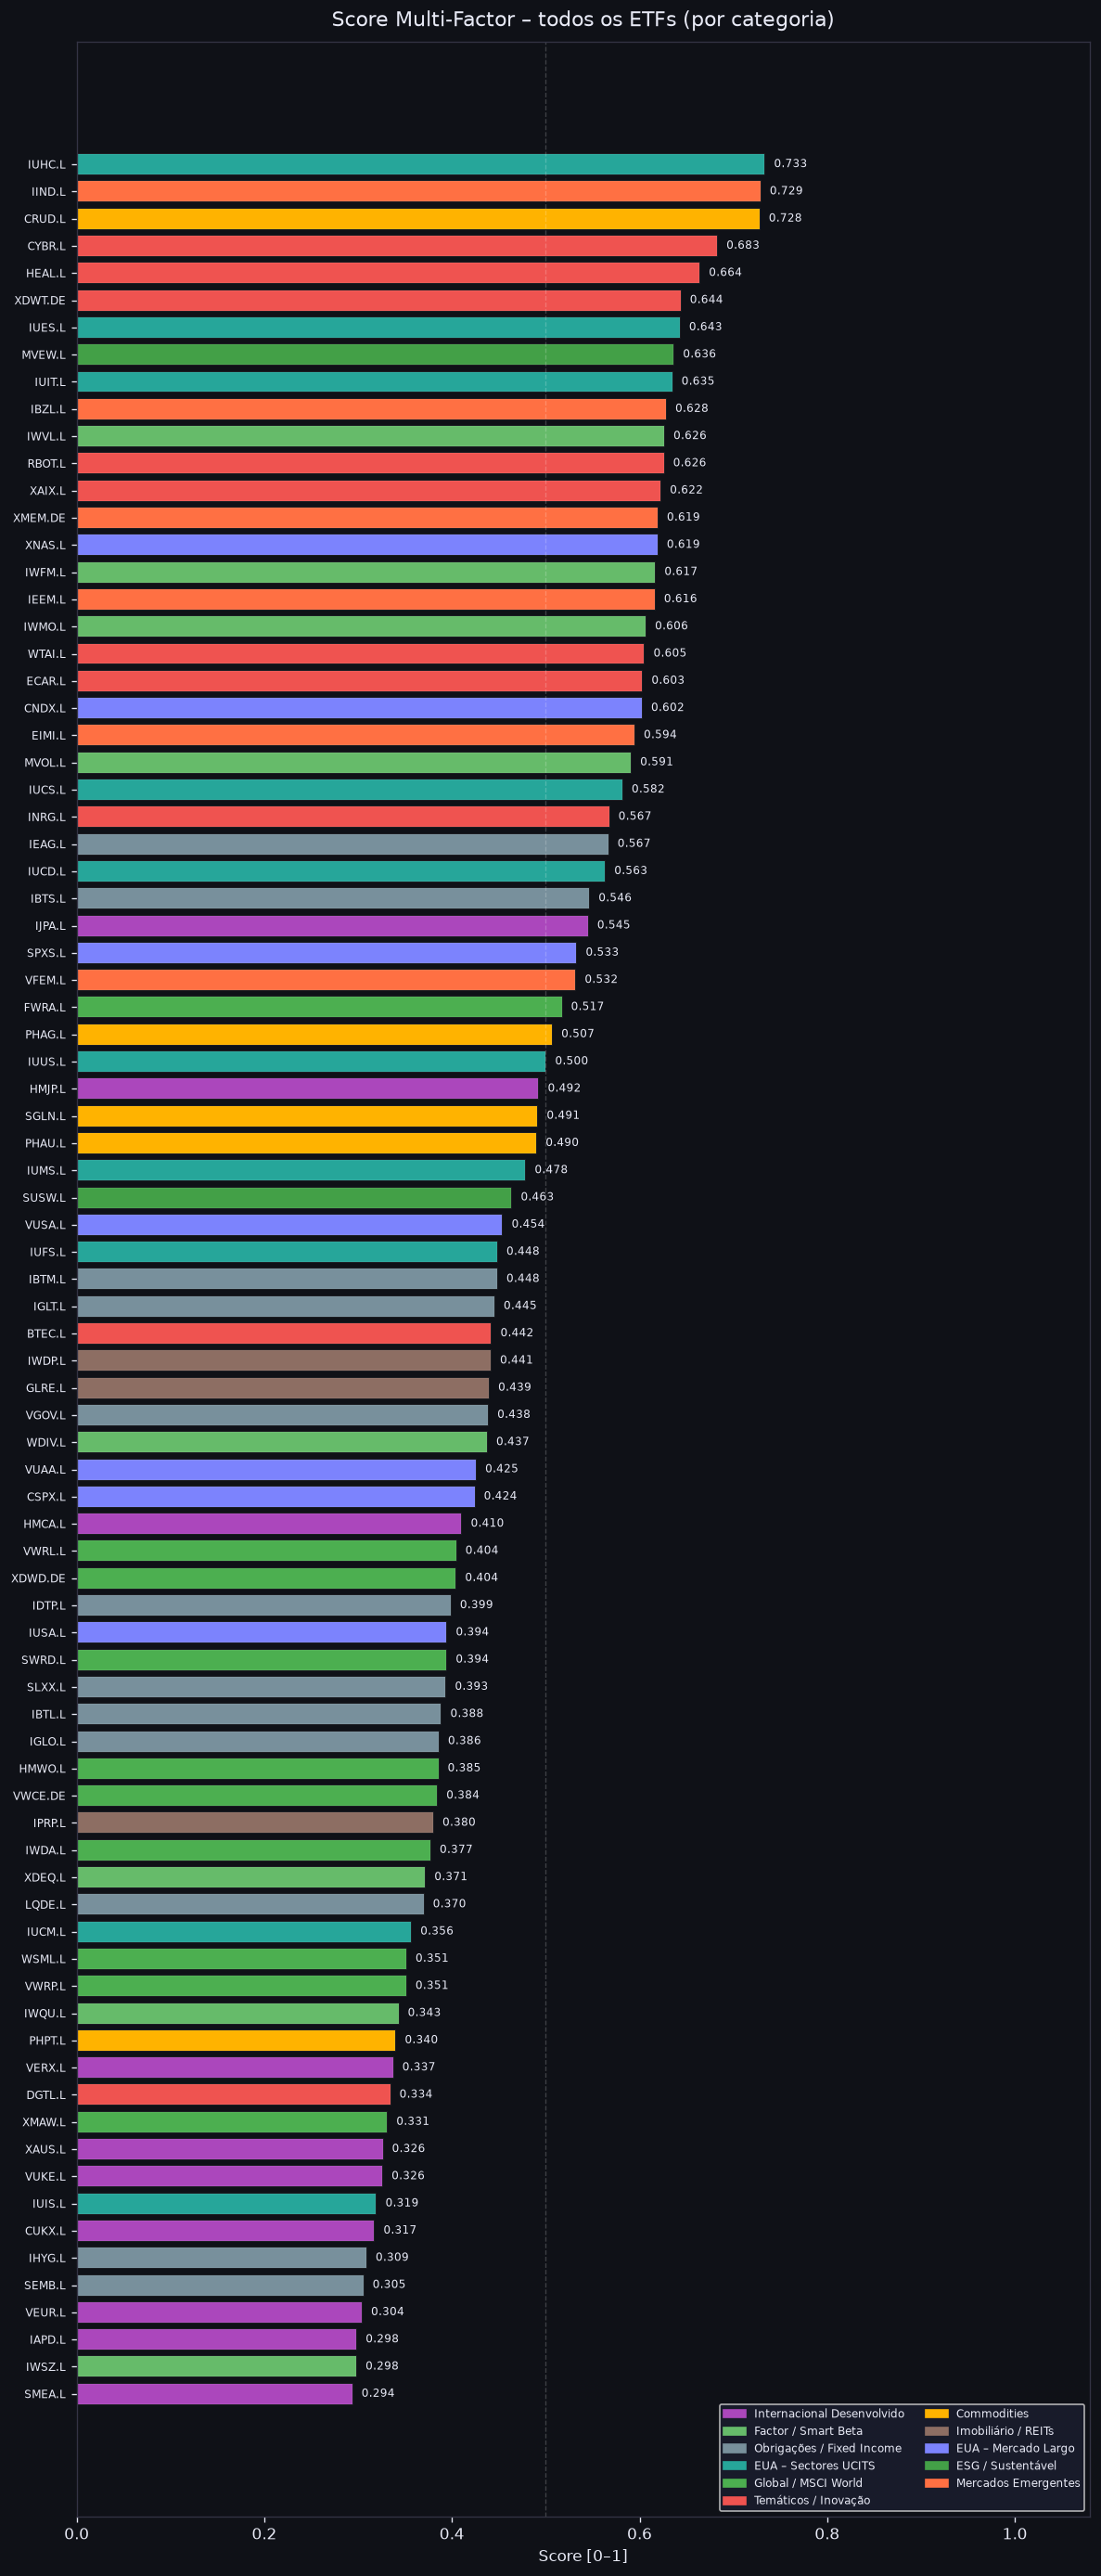 Score Multi-Factor – todos os ETFs (por categoria)
IUHC.L 0.733
IIND.L 0.729
CRUD.L 0.728
CYBR.L 0.683
HEAL.L 0.664
XDWT.DE 0.644
IUES.L 0.643
MVEW.L 0.636
IUIT.L 0.635
IBZL.L 0.628
IWVL.L 0.626
RBOT.L 0.626
XAIX.L 0.622
XMEM.DE 0.619
XNAS.L 0.619
IWFM.L 0.617
IEEM.L 0.616
IWMO.L 0.606
WTAI.L 0.605
ECAR.L 0.603
CNDX.L 0.602
EIMI.L 0.594
MVOL.L 0.591
IUCS.L 0.582
INRG.L 0.567
IEAG.L 0.567
IUCD.L 0.563
IBTS.L 0.546
IJPA.L 0.545
SPXS.L 0.533
VFEM.L 0.532
FWRA.L 0.517
PHAG.L 0.507
IUUS.L 0.500
HMJP.L 0.492
SGLN.L 0.491
PHAU.L 0.490
IUMS.L 0.478
SUSW.L 0.463
VUSA.L 0.454
IUFS.L 0.448
IBTM.L 0.448
IGLT.L 0.445
BTEC.L 0.442
IWDP.L 0.441
GLRE.L 0.439
VGOV.L 0.438
WDIV.L 0.437
VUAA.L 0.425
CSPX.L 0.424
HMCA.L 0.410
VWRL.L 0.404
XDWD.DE 0.404
IDTP.L 0.399
IUSA.L 0.394
SWRD.L 0.394
SLXX.L 0.393
IBTL.L 0.388
IGLO.L 0.386
HMWO.L 0.385
VWCE.DE 0.384
IPRP.L 0.380
IWDA.L 0.377
XDEQ.L 0.371
LQDE.L 0.370
IUCM.L 0.356
WSML.L 0.351
VWRP.L 0.351
IWQU.L 0.343
PHPT.L 0.340
VERX.L 0.337
DGTL.L 0.334
XMAW.L 0.331
XAUS.L 0.326
VUKE.L 0.326
IUIS.L 0.319
CUKX.L 0.317
IHYG.L 0.309
SEMB.L 0.305
VEUR.L 0.304
IAPD.L 0.298
IWSZ.L 0.298
SMEA.L 0.294
Internacional Desenvolvido
Factor / Smart Beta
Obrigações / Fixed Income
EUA – Sectores UCITS
Global / MSCI World
Temáticos / Inovação
Commodities
Imobiliário / REITs
EUA – Mercado Largo
ESG / Sustentável
Mercados Emergentes
0.0 0.2 0.4 0.6 0.8 1.0
Score [0–1]